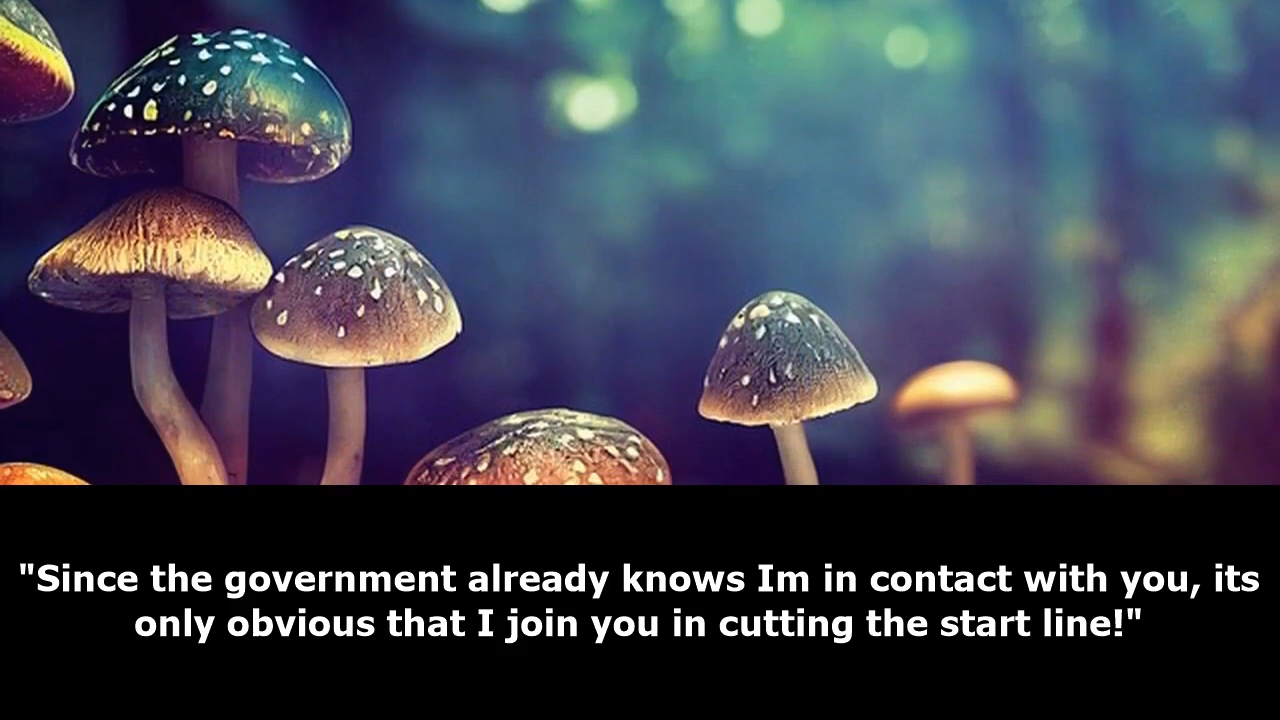 "Since the government already knows Im in contact with you, its
only obvious that I join you in cutting the start line!"